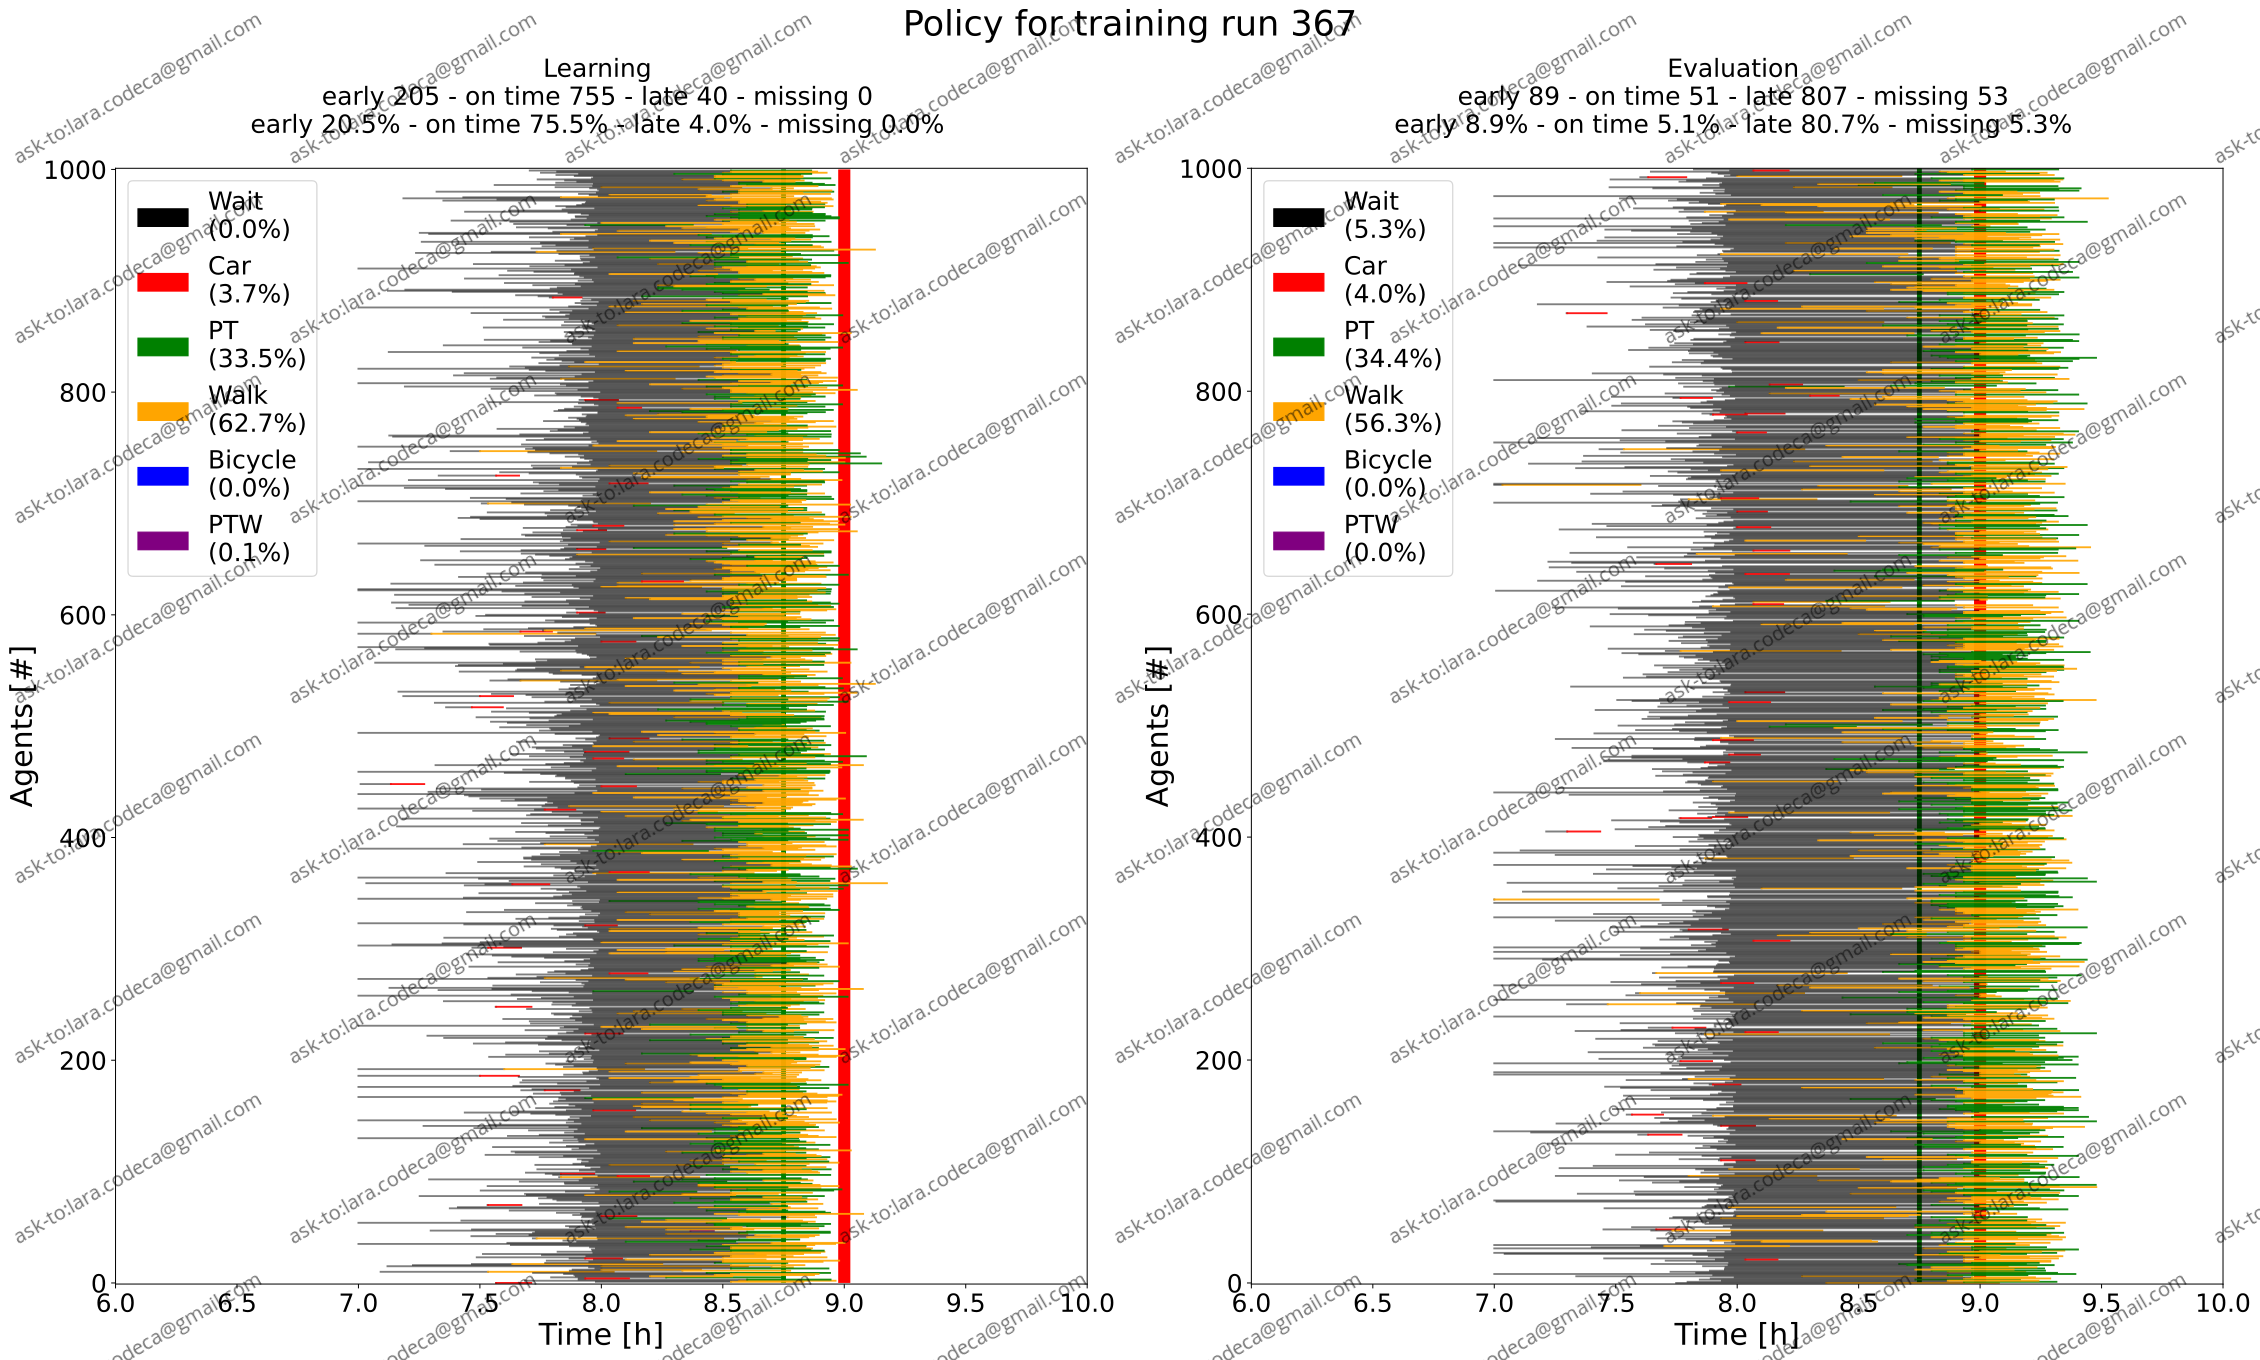 Policy for training run 367
Learning
early 205 - on time 755 - late 40 - missing 0
early 20.5% - on time 75.5% - late 4.0% - missing 0.0%
Evaluation
early 89 - on time 51 - late 807 - missing 53
early 8.9% - on time 5.1% - late 80.7% - missing 5.3%
Wait
(0.0%)
Car
(3.7%)
PT
(33.5%)
Walk
(62.7%)
Bicycle
(0.0%)
PTW
(0.1%)
Agents [#]
1000
800
600
400
200
0
6.0 6.5 7.0 7.5 8.0 8.5 9.0 9.5 10.0
Time [h]
Wait
(5.3%)
Car
(4.0%)
PT
(34.4%)
Walk
(56.3%)
Bicycle
(0.0%)
PTW
(0.0%)
Agents [#]
1000
800
600
400
200
0
6.0 6.5 7.0 7.5 8.0 8.5 9.0 9.5 10.0
Time [h]
ask-to:lara.codeca@gmail.com